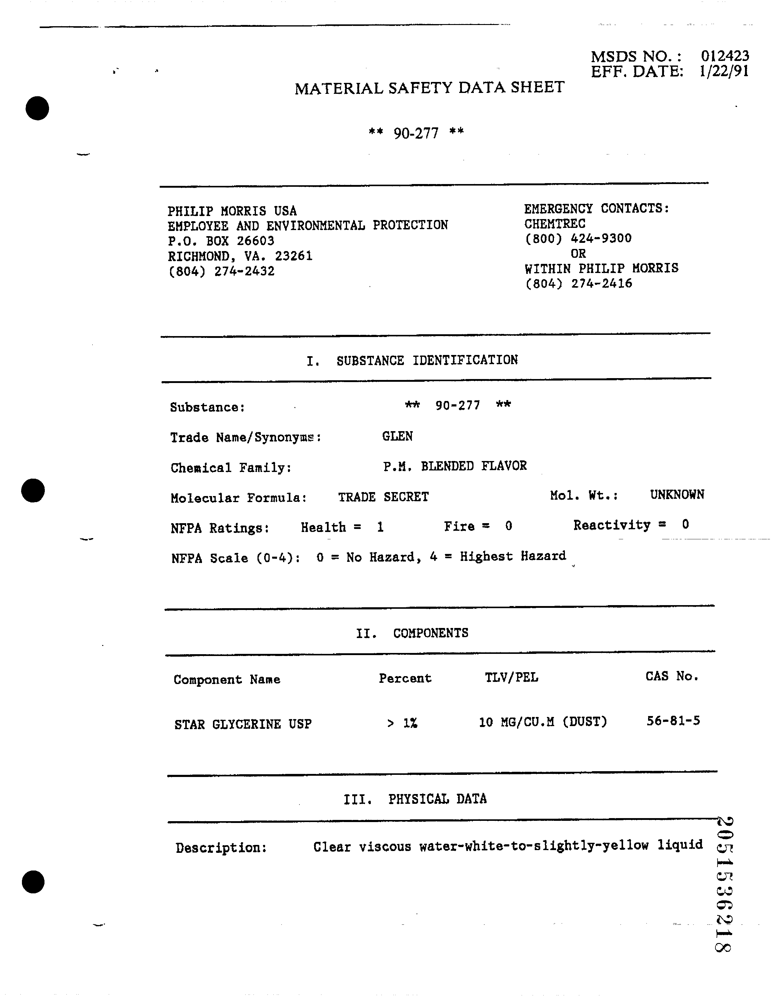 MSDS NO. : 012423
EFF. DATE: 1/22/91
MATERIAL SAFETY DATA SHEET
** 90-277 **
PHILIP MORRIS USA
EMPLOYEE AND ENVIRONMENTAL PROTECTION
P.O. BOX 26603
RICHMOND, VA. 23261
(804) 274-2432
EMERGENCY CONTACTS:
CHEMTREC
(800) 424-9300
OR
WITHIN PHILIP MORRIS
(804) 274-2416
I. SUBSTANCE IDENTIFICATION
Substance: ** 90-277 **
Trade Name/Synonyms: GLEN
Chemical Family: P.M. BLENDED FLAVOR
Molecular Formula: TRADE SECRET Mol. Wt.: UNKNOWN
NFPA Ratings: Health = 1 Fire = 0 Reactivity = 0
NFPA Scale (0-4): 0 = No Hazard, 4 = Highest Hazard
II. COMPONENTS
Component Name Percent TLV/PEL CAS No.
STAR GLYCERINE USP > 1% 10 MG/CU.M (DUST) 56-81-5
III. PHYSICAL DATA
Description: Clear viscous water-white-to-slightly-yellow liquid
2051536218